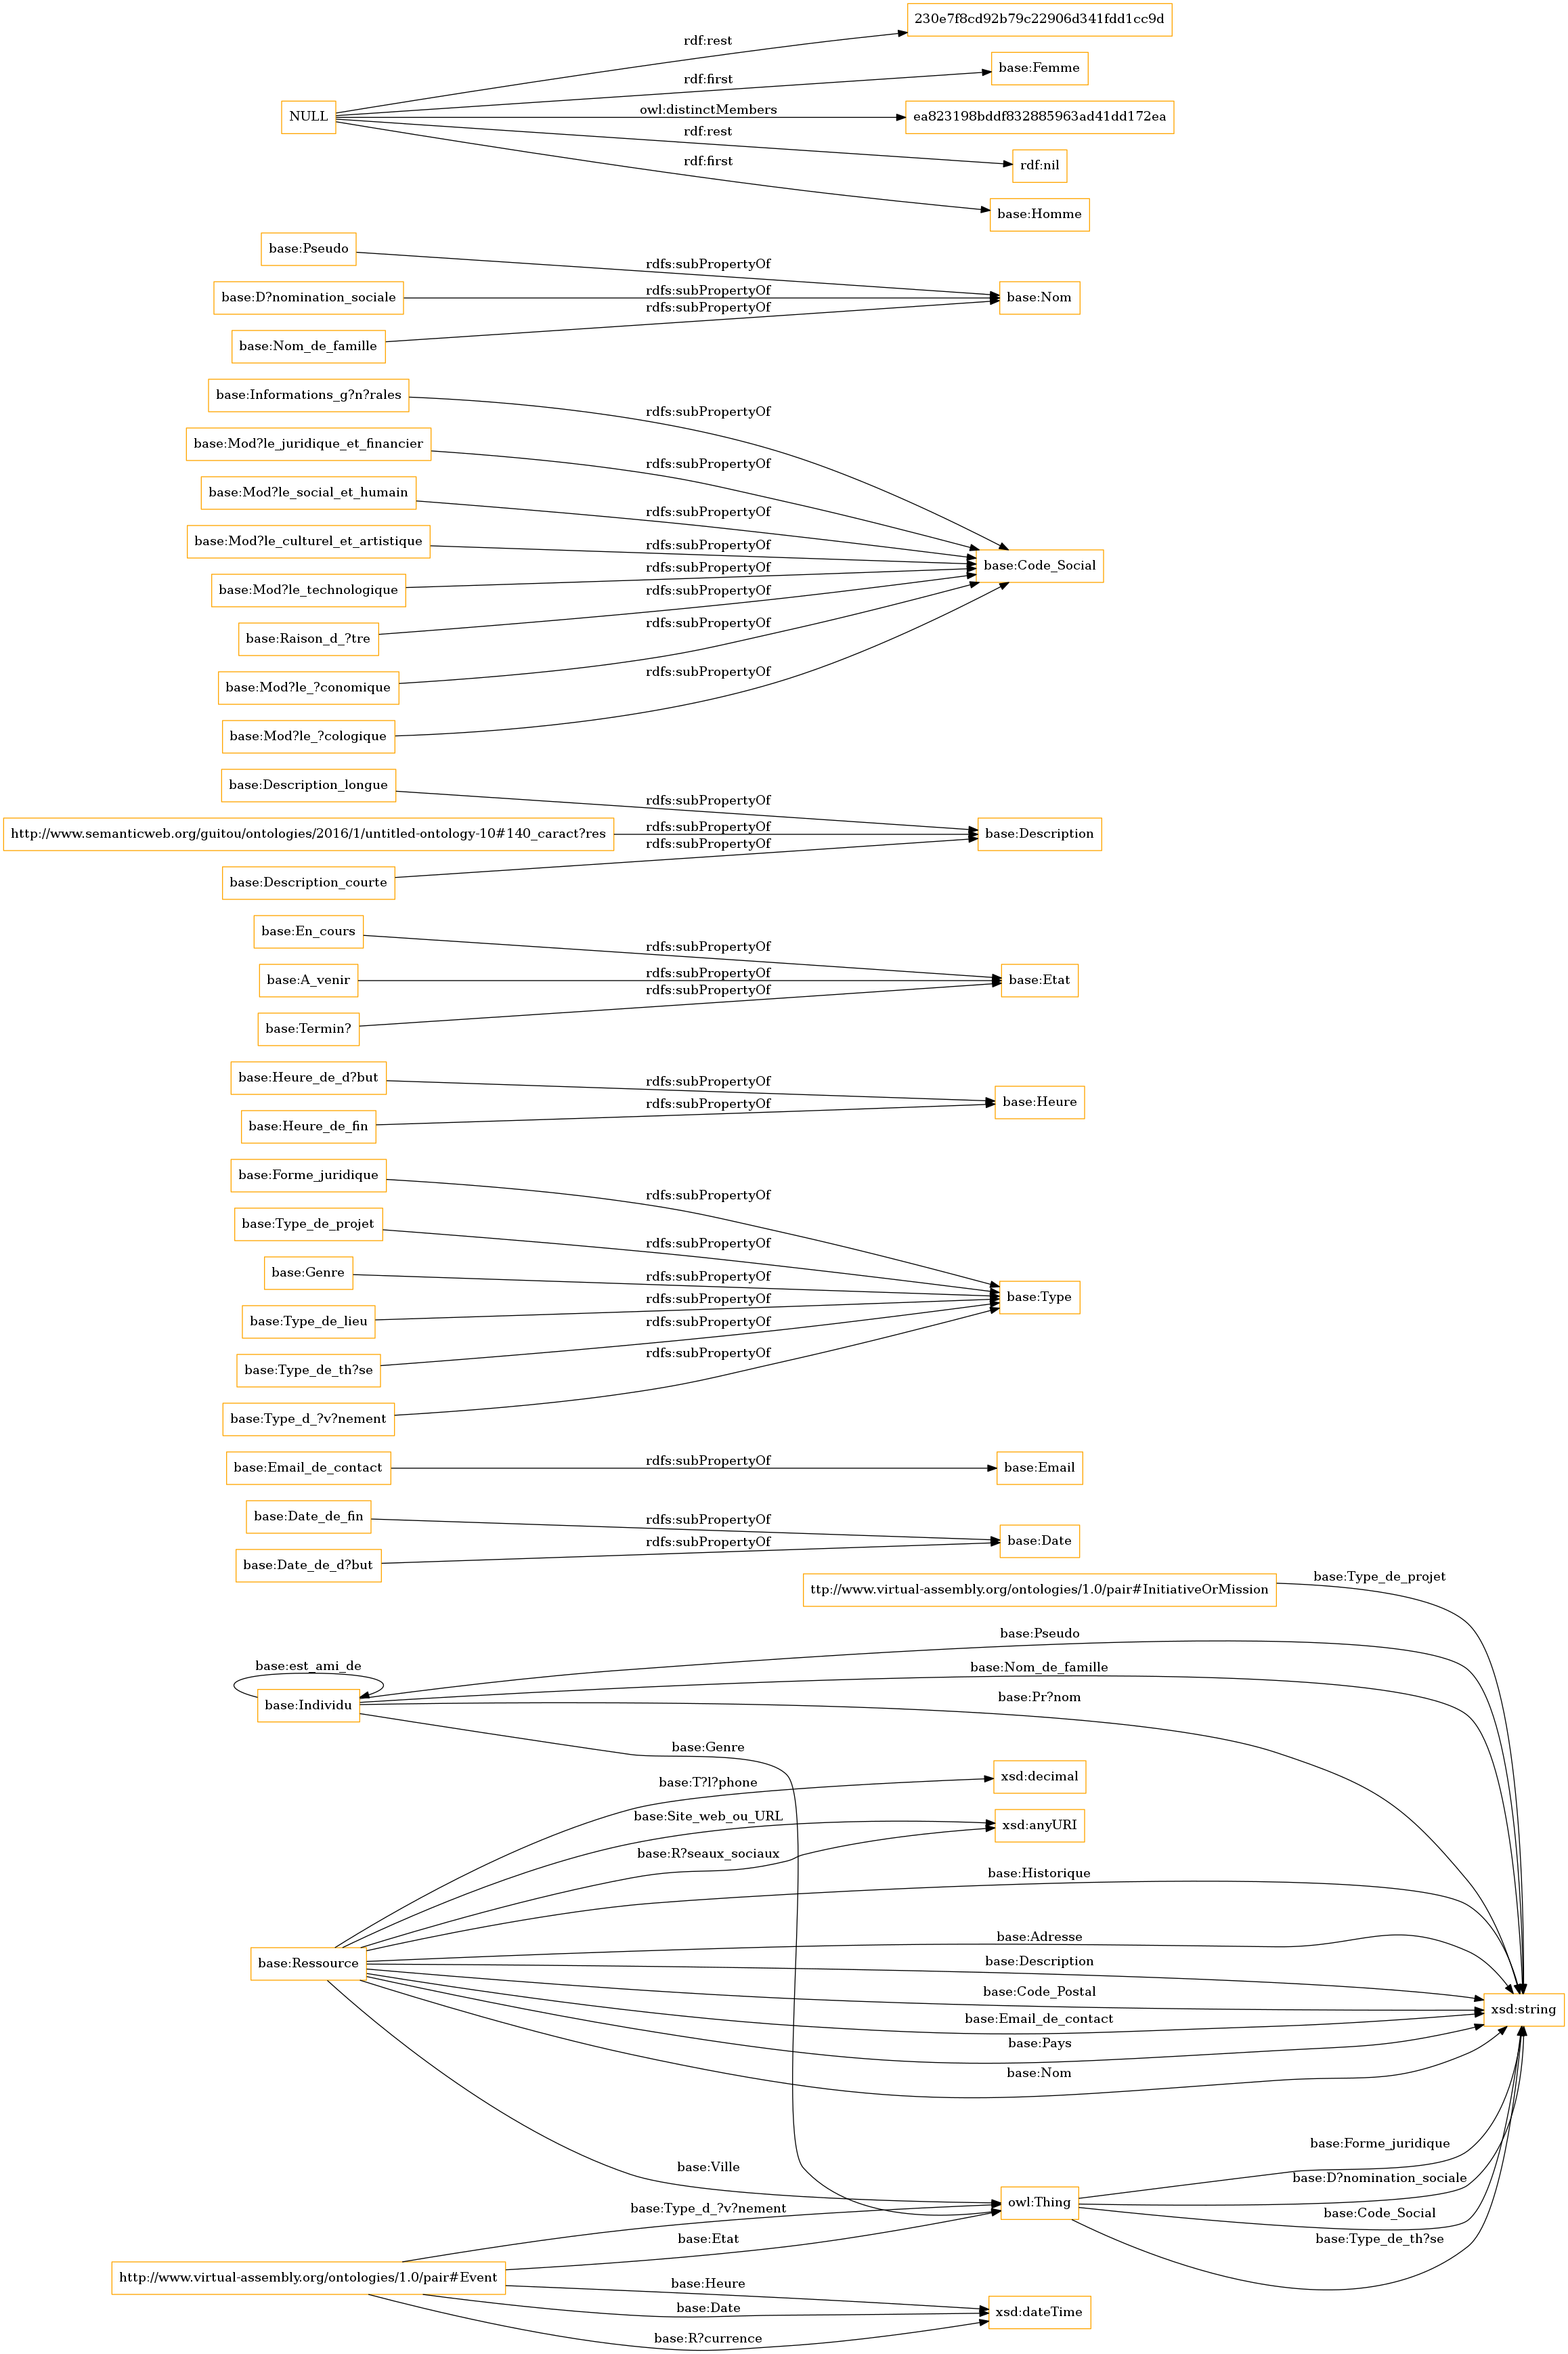 230e7f8cd92b79c22906d341fdd1cc9d
rdf:rest
base:Femme
rdf:first
NULL
owl:distinctMembers
ea823198bddf832885963ad41dd172ea
rdf:rest
rdf:nil
rdf:first
base:Homme
base:Pseudo
rdfs:subPropertyOf
base:D?nomination_sociale
rdfs:subPropertyOf
base:Nom
rdfs:subPropertyOf
base:Nom_de_famille
base:Informations_g?n?rales
rdfs:subPropertyOf
base:Mod?le_juridique_et_financier
rdfs:subPropertyOf
base:Mod?le_social_et_humain
rdfs:subPropertyOf
base:Mod?le_culturel_et_artistique
rdfs:subPropertyOf
base:Code_Social
rdfs:subPropertyOf
base:Mod?le_technologique
rdfs:subPropertyOf
base:Raison_d_?tre
rdfs:subPropertyOf
base:Mod?le_?conomique
rdfs:subPropertyOf
base:Mod?le_?cologique
base:Description_longue
rdfs:subPropertyOf
http://www.semanticweb.org/guitou/ontologies/2016/1/untitled-ontology-10#140_caract?res
rdfs:subPropertyOf
base:Description
rdfs:subPropertyOf
base:Description_courte
base:En_cours
rdfs:subPropertyOf
base:A_venir
rdfs:subPropertyOf
base:Etat
rdfs:subPropertyOf
base:Termin?
base:Heure_de_d?but
rdfs:subPropertyOf
base:Heure
rdfs:subPropertyOf
base:Heure_de_fin
base:Forme_juridique
rdfs:subPropertyOf
base:Type_de_projet
rdfs:subPropertyOf
base:Genre
rdfs:subPropertyOf
base:Type
rdfs:subPropertyOf
base:Type_de_lieu
rdfs:subPropertyOf
base:Type_de_th?se
rdfs:subPropertyOf
base:Type_d_?v?nement
base:Email_de_contact
rdfs:subPropertyOf
base:Email
base:Date_de_fin
rdfs:subPropertyOf
base:Date
rdfs:subPropertyOf
base:Date_de_d?but
ttp://www.virtual-assembly.org/ontologies/1.0/pair#InitiativeOrMission
base:Type_de_projet
base:Pseudo
base:est_ami_de
base:Nom_de_famille
base:Individu
base:Pr?nom
base:Genre
base:T?l?phone
xsd:decimal
base:Site_web_ou_URL
xsd:anyURI
base:R?seaux_sociaux
base:Historique
base:Adresse
base:Ressource
base:Description
base:Code_Postal
xsd:string
base:Email_de_contact
base:Pays
base:Nom
base:Forme_juridique
base:Ville
base:D?nomination_sociale
owl:Thing
base:Type_d_?v?nement
base:Code_Social
base:Etat
base:Type_de_th?se
http://www.virtual-assembly.org/ontologies/1.0/pair#Event
base:Heure
base:Date
xsd:dateTime
base:R?currence